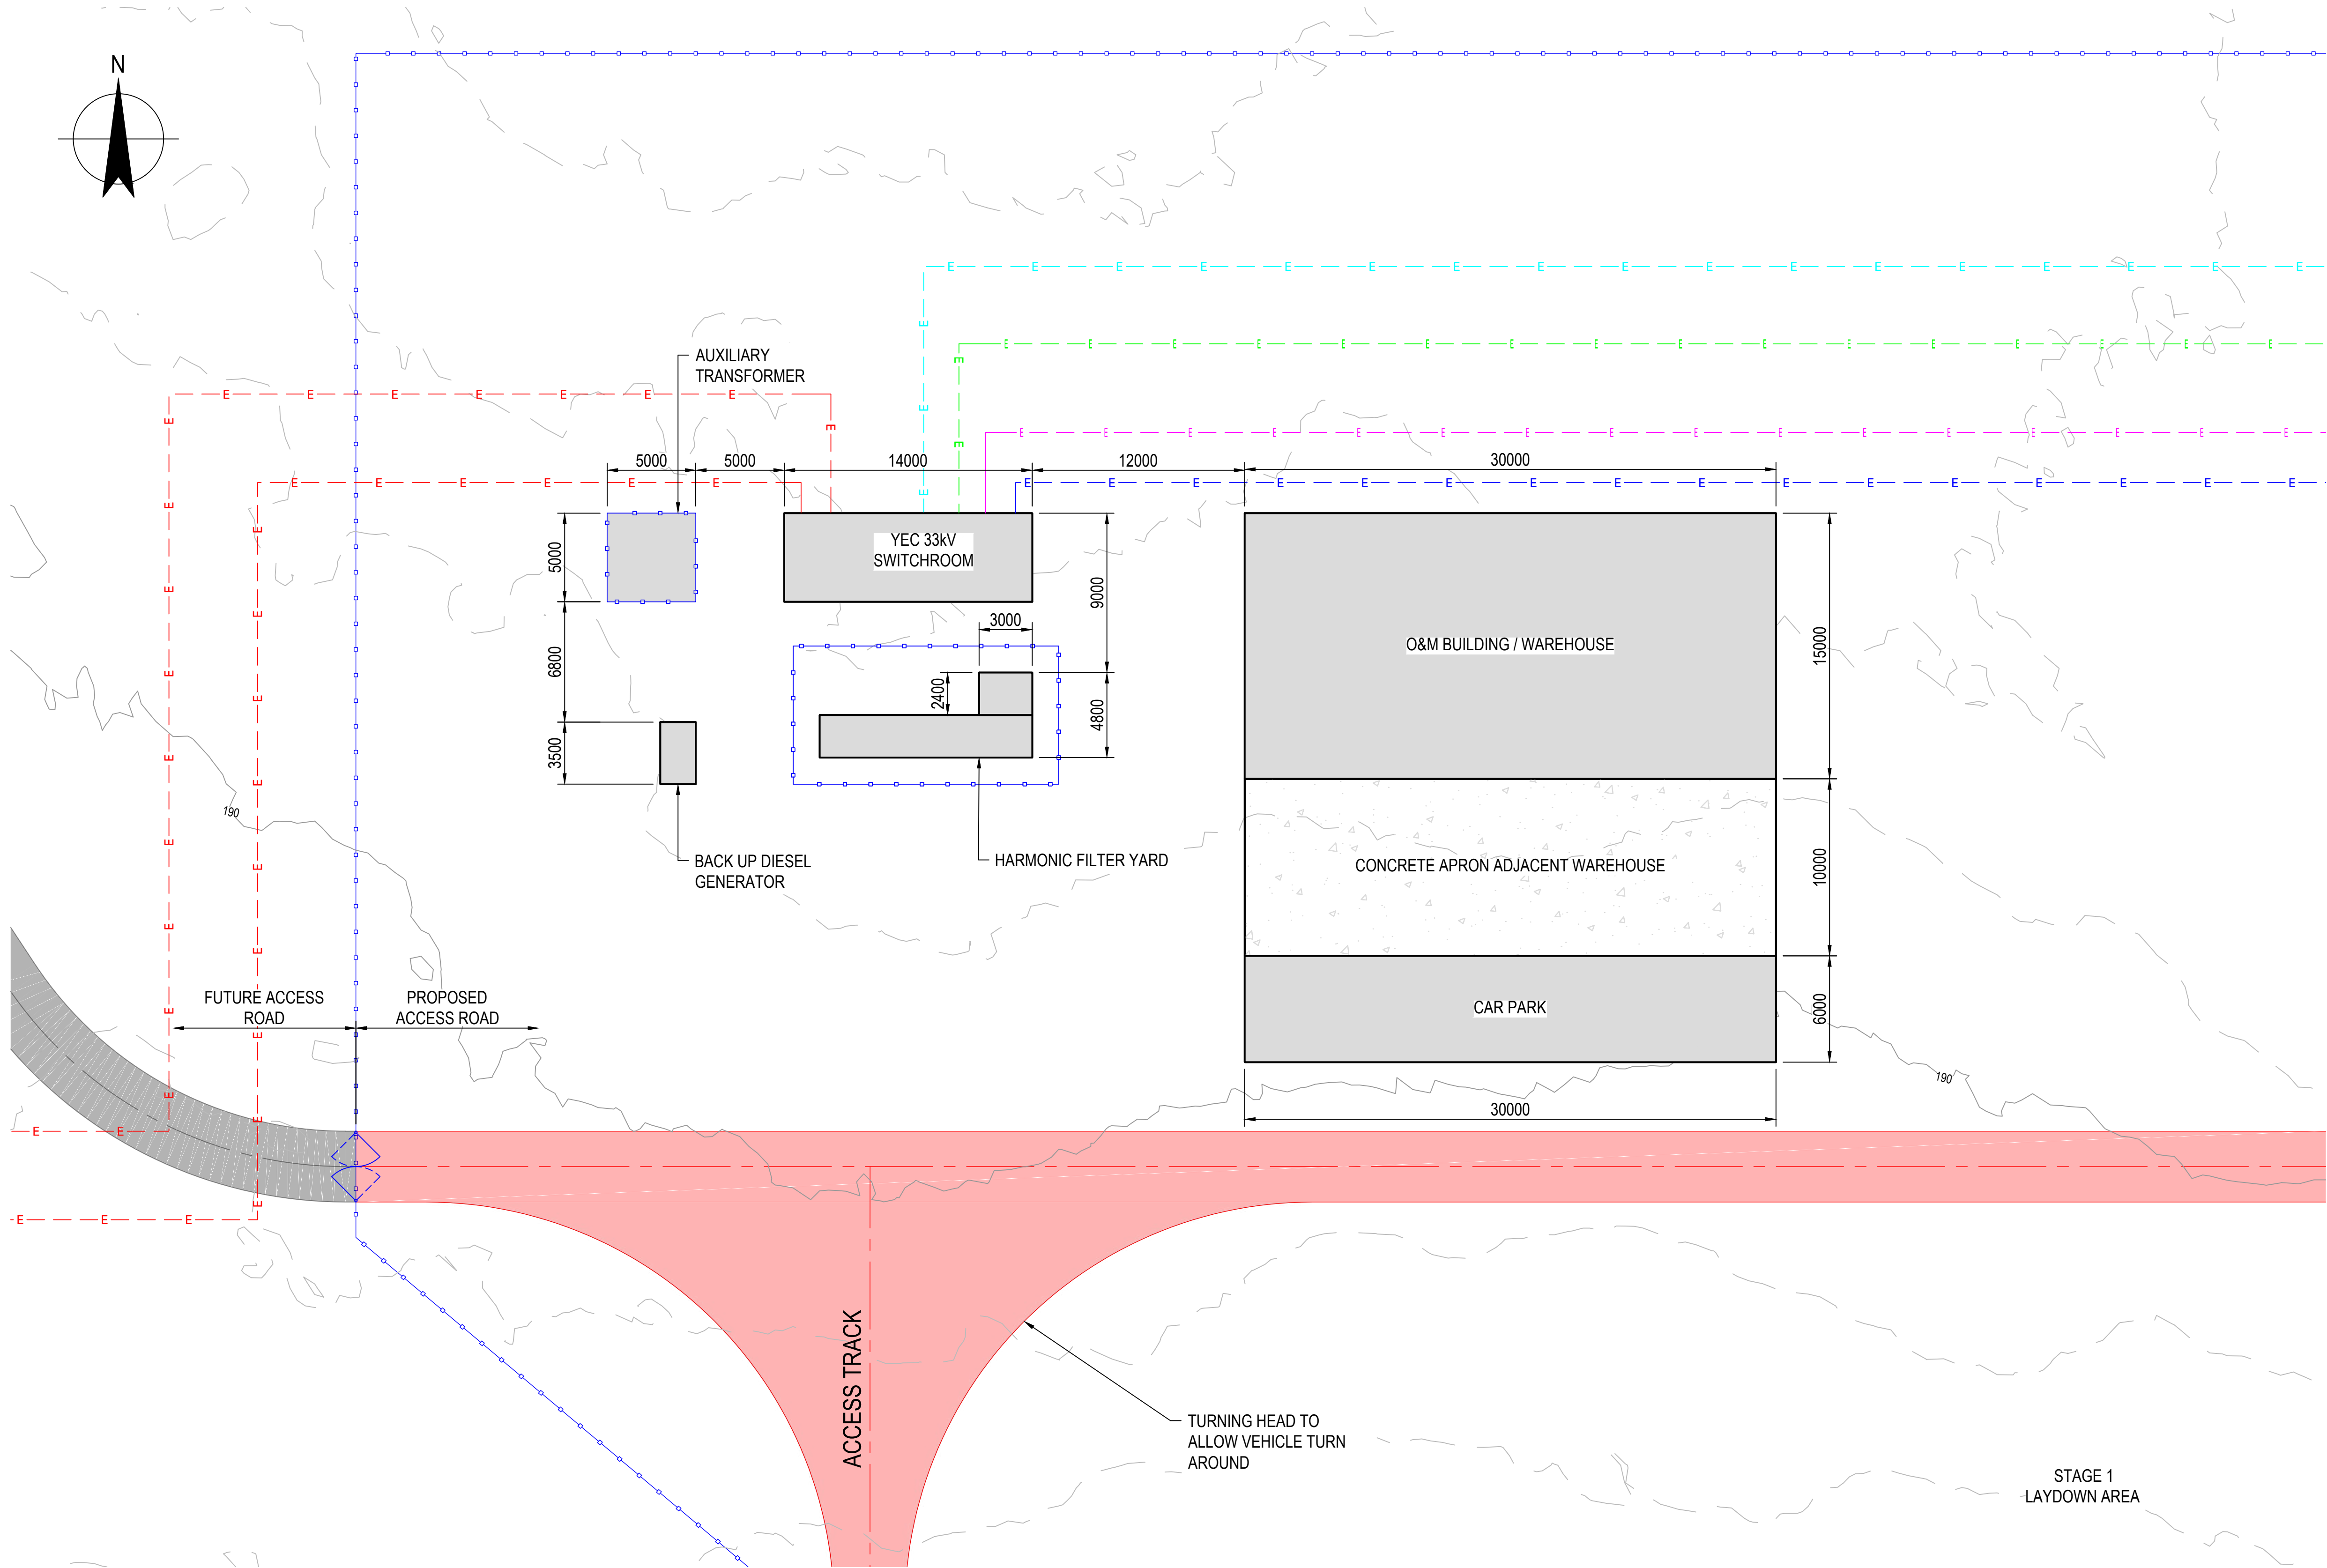 N
AUXILIARY
TRANSFORMER
5000
5000
14000
12000
30000
YEC 33kV
SWITCHROOM
5000
9000
3000
6800
2400
4800
3500
O&M BUILDING / WAREHOUSE
15000
190
BACK UP DIESEL
GENERATOR
HARMONIC FILTER YARD
CONCRETE APRON ADJACENT WAREHOUSE
10000
FUTURE ACCESS
ROAD
PROPOSED
ACCESS ROAD
CAR PARK
6000
190
30000
ACCESS TRACK
TURNING HEAD TO
ALLOW VEHICLE TURN
AROUND
STAGE 1
LAYDOWN AREA